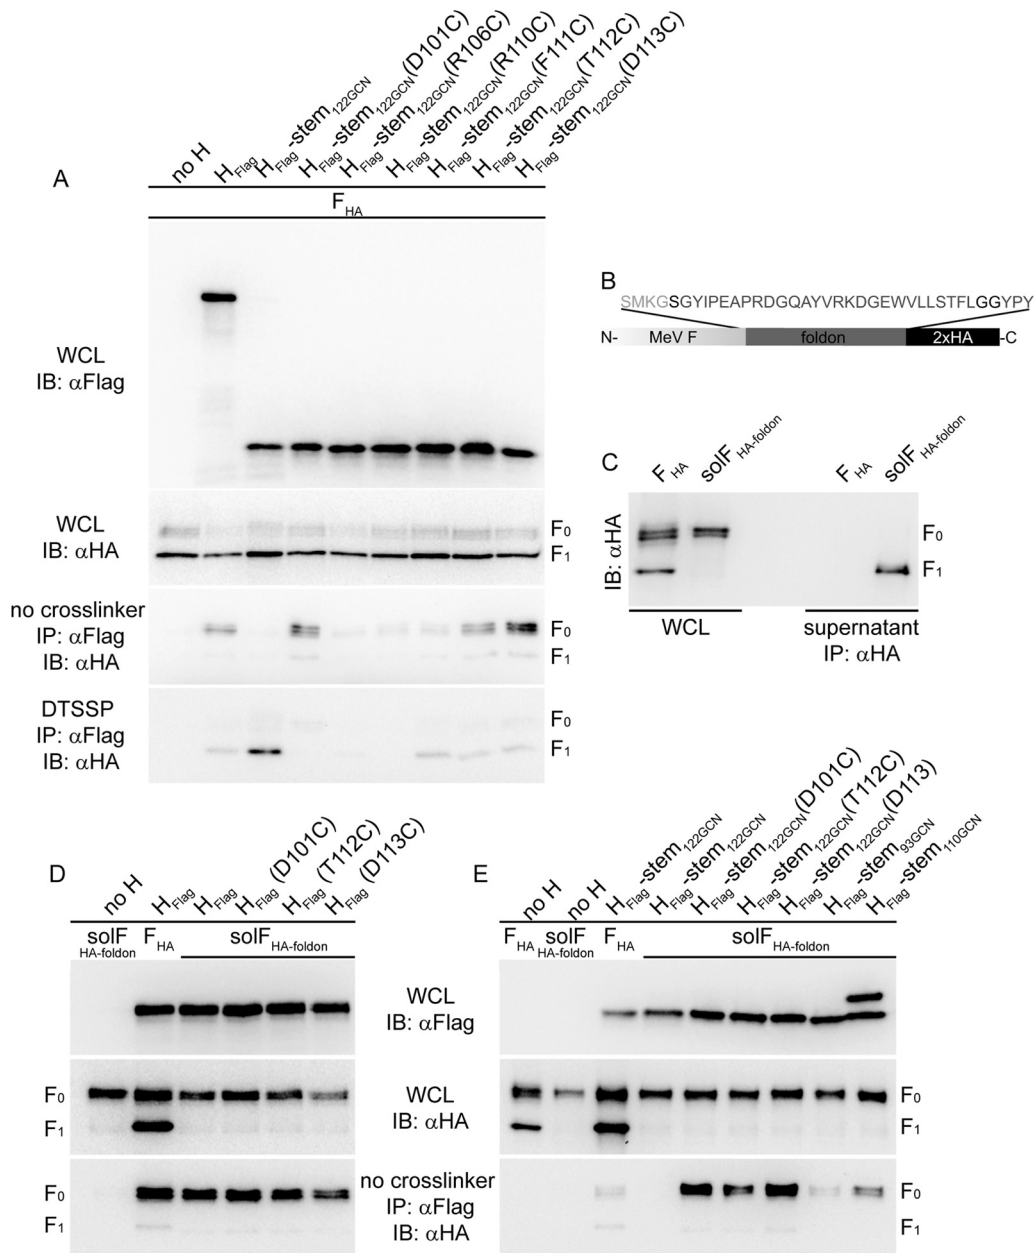 A
no H
H Flag
H Flag -stem 122GCN
H Flag -stem 122GCN (D101C)
H Flag -stem 122GCN (R106C)
H Flag -stem 122GCN (R110C)
H Flag -stem 122GCN (F111C)
H Flag -stem 122GCN (T112C)
H Flag -stem 122GCN (D113C)
F HA
WCL
IB: αFlag
WCL
IB: αHA
F0
F1
no crosslinker
IP: αFlag
IB: αHA
F0
F1
DTSSP
IP: αFlag
IB: αHA
F0
F1
B
SMKGSGYIPEAPRDGQAYVRKDGEWVLLSTFLGGYPY
N- MeV F foldon 2xHA -C
C
F HA
solF HA-foldon
F HA
solF HA-foldon
IB: αHA
F0
F1
WCL
supernatant
IP: αHA
D
no H
H Flag
H Flag
H Flag (D101C)
H Flag (T112C)
H Flag (D113C)
solF HA-foldon
F HA
solF HA-foldon
E
no H
no H
H Flag -stem 122GCN
H Flag -stem 122GCN
H Flag -stem 122GCN (D101C)
H Flag -stem 122GCN (T112C)
H Flag -stem 122GCN (D113)
H Flag -stem 93GCN
H Flag -stem 110GCN
F HA
solF HA-foldon
F HA
solF HA-foldon
WCL
IB: αFlag
F0
F1
WCL
IB: αHA
F0
F1
F0
F1
no crosslinker
IP: αFlag
IB: αHA
F0
F1